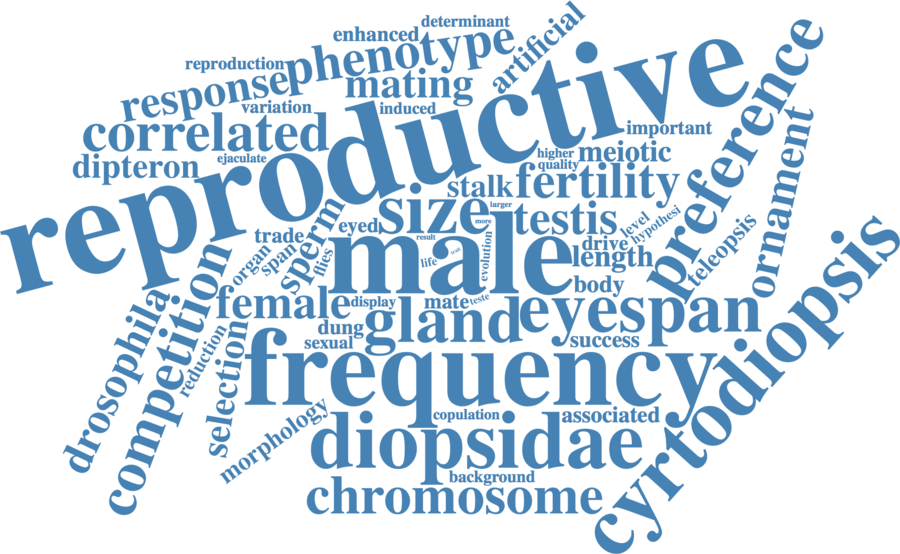 determinant
enhanced
artificial
reproduction
phenotype
response
mating
variation
induced
reproductive
preference
correlated
important
ornament
dipteron
ejaculate
higher
quality
meiotic
stalk
fertility
size
larger
testis
sperm
eyed
more
level
hypothesi
teleopsis
trade
span
organ
flies
result
male
life
trait
evolution
drive
length
body
cyrtodiopsis
drosophila
competition
reduction
female
display
mate
teste
eyespan
dung
gland
sexual
success
selection
frequency
morphology
copulation
associated
diopsidae
background
chromosome